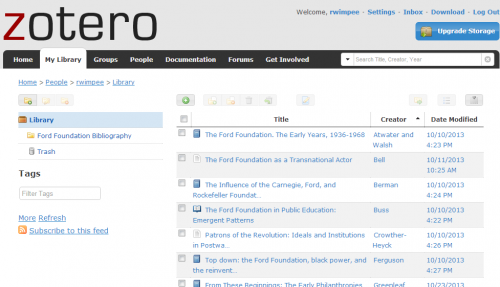 zotero
Welcome, rwimpee · Settings · Inbox · Download · Log Out
Upgrade Storage
Home My Library Groups People Documentation Forums Get Involved
Search Title, Creator, Year
Home > People > rwimpee > Library
Library
Ford Foundation Bibliography
Trash
Tags
Filter Tags
More Refresh
Subscribe to this feed
Title Creator Date Modified
The Ford Foundation. The Early Years, 1936-1968 Atwater and 10/10/2013
Walsh 4:23 PM
The Ford Foundation as a Transnational Actor Bell 10/11/2013
10:25 AM
The Influence of the Carnegie, Ford, and Berman 10/10/2013
Rockefeller Foundat... 4:24 PM
The Ford Foundation in Public Education: Buss 10/10/2013
Emergent Patterns 4:22 PM
Patrons of the Revolution: Ideals and Institutions Crowther- 10/10/2013
in Postwa... Heyck 4:26 PM
Top down: the Ford Foundation, black power, and Ferguson 10/10/2013
the reinvent... 4:27 PM
From These Beginnings: The Early Philanthropies Greenleaf 10/23/2013